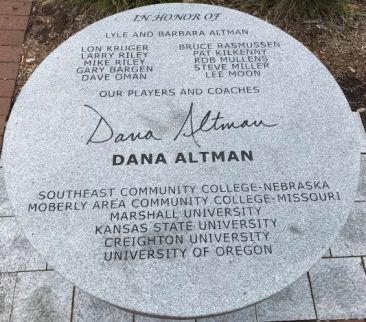 IN HONOR OF
LYLE AND BARBARA ALTMAN
LON KRUGER BRUCE RASMUSSEN
LARRY RILEY PAT KILKENNY
MIKE RILEY ROB MULLENS
GARY BARGEN STEVE MILLER
DAVE OMAN LEE MOON
OUR PLAYERS AND COACHES
Dana Altman
DANA ALTMAN
SOUTHEAST COMMUNITY COLLEGE-NEBRASKA
MOBERLY AREA COMMUNITY COLLEGE-MISSOURI
MARSHALL UNIVERSITY
KANSAS STATE UNIVERSITY
CREIGHTON UNIVERSITY
UNIVERSITY OF OREGON